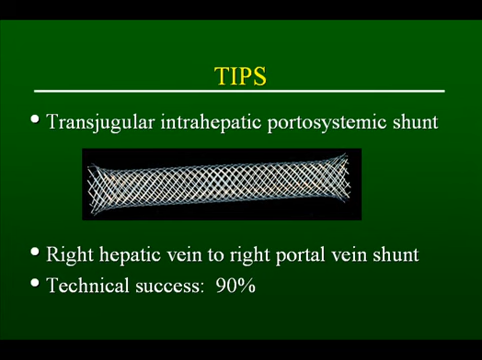 TIPS
Transjugular intrahepatic portosystemic shunt
Right hepatic vein to right portal vein shunt
Technical success: 90%